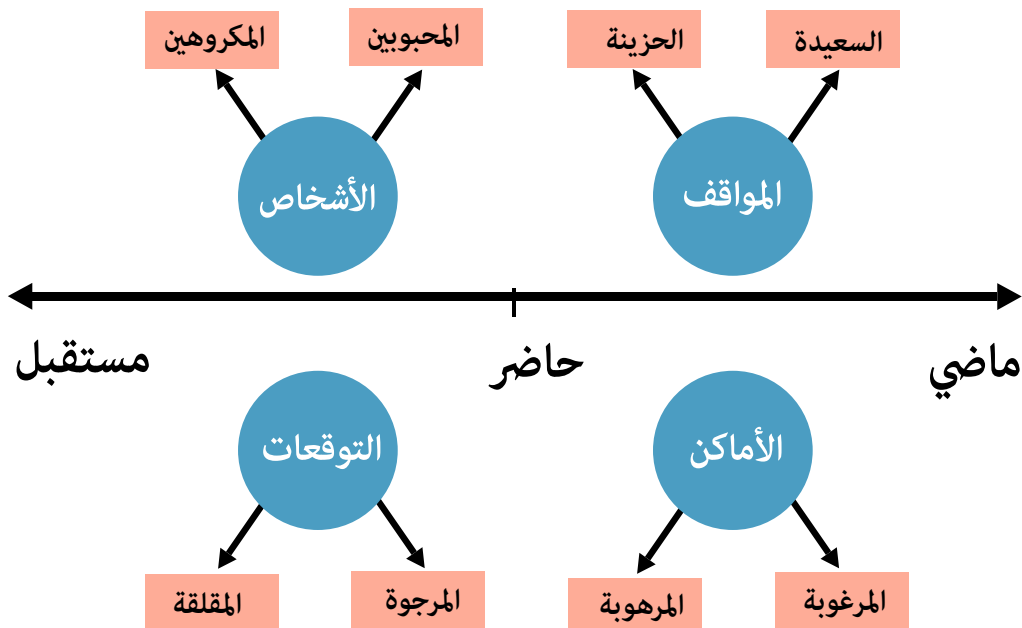 السعيدة
الحزينة
المحبوبين
المكروهين
المواقف
الأشخاص
ماضي
حاضر
مستقبل
الأماكن
التوقعات
المرغوبة
المرهوبة
المرجوة
المقلقة